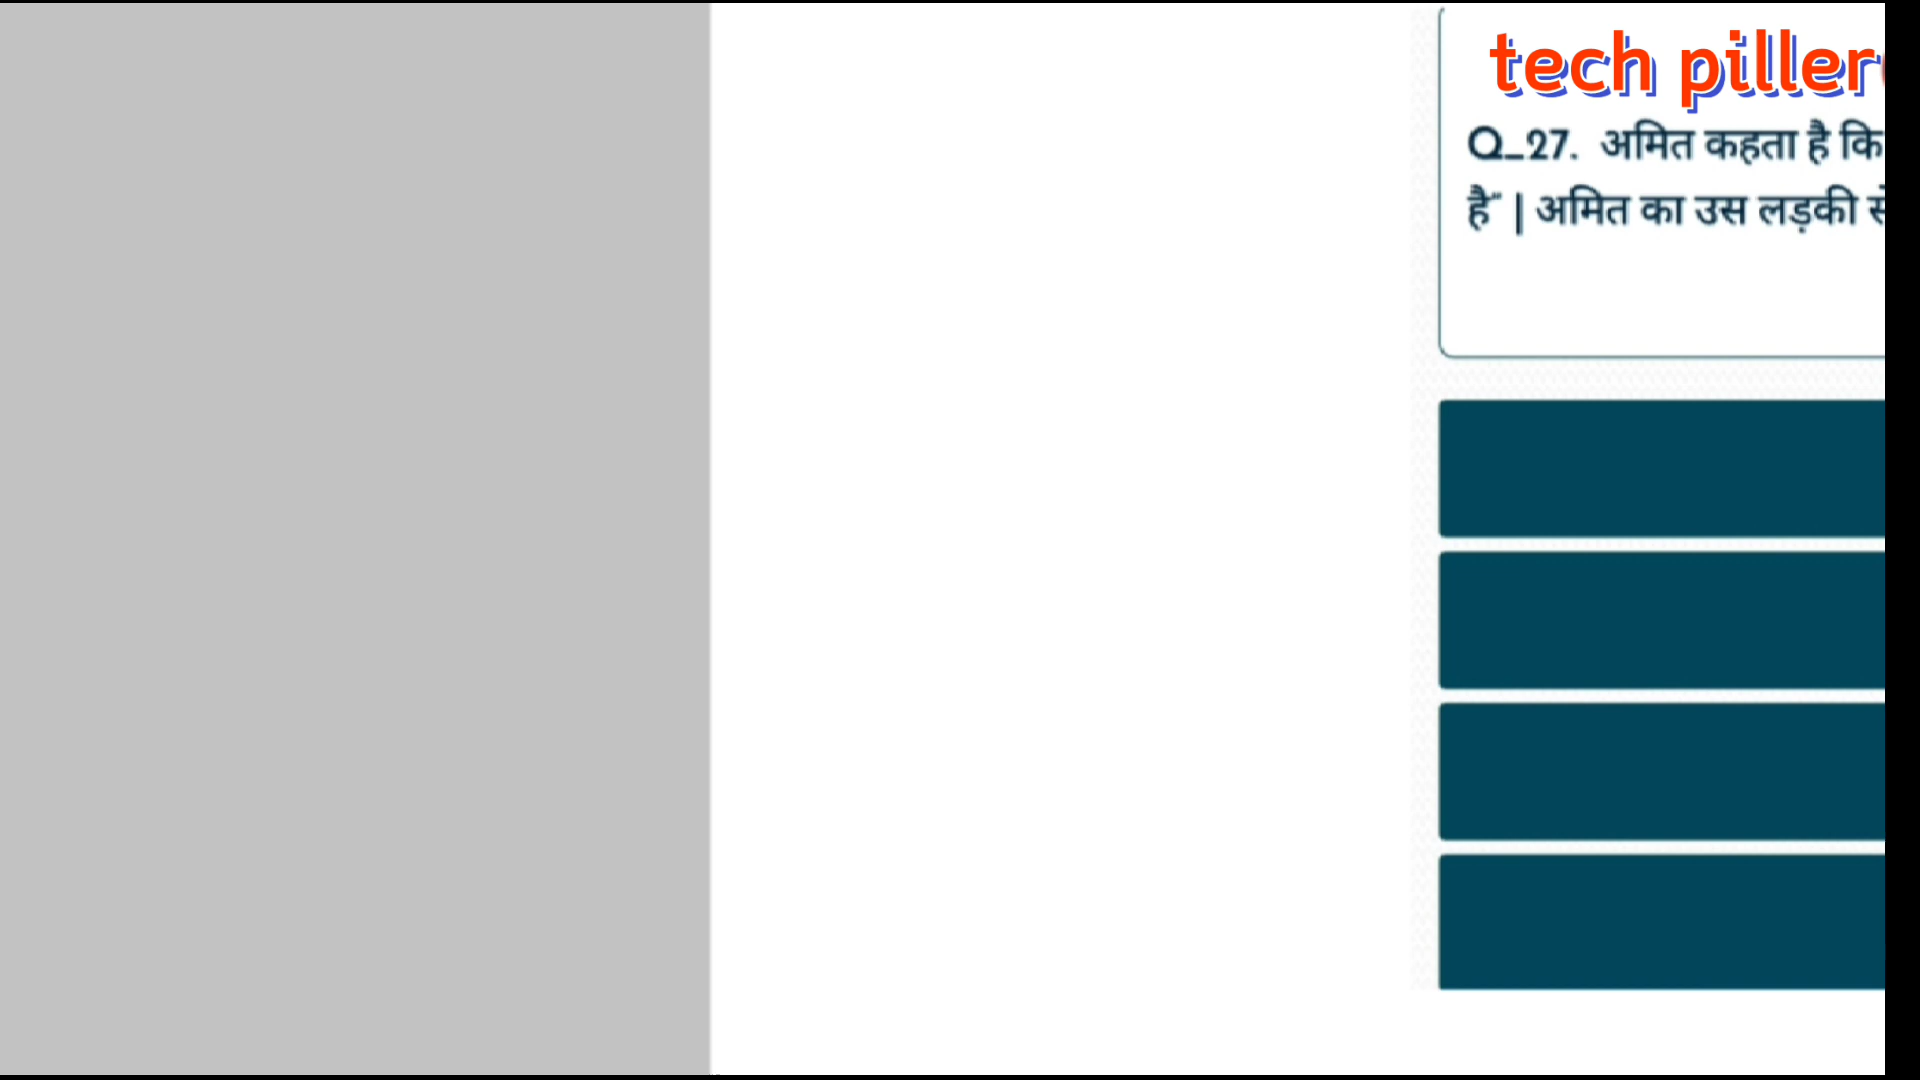 tech piller
Q_27. अमित कहता है कि
है" | अमित का उस लड़की से